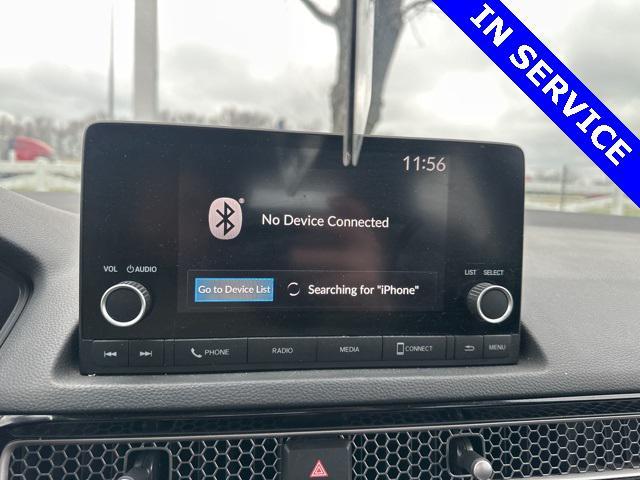 IN SERVICE
11:56
No Device Connected
VOL AUDIO
LIST SELECT
Go to Device List Searching for "iPhone"
PHONE RADIO MEDIA CONNECT MENU